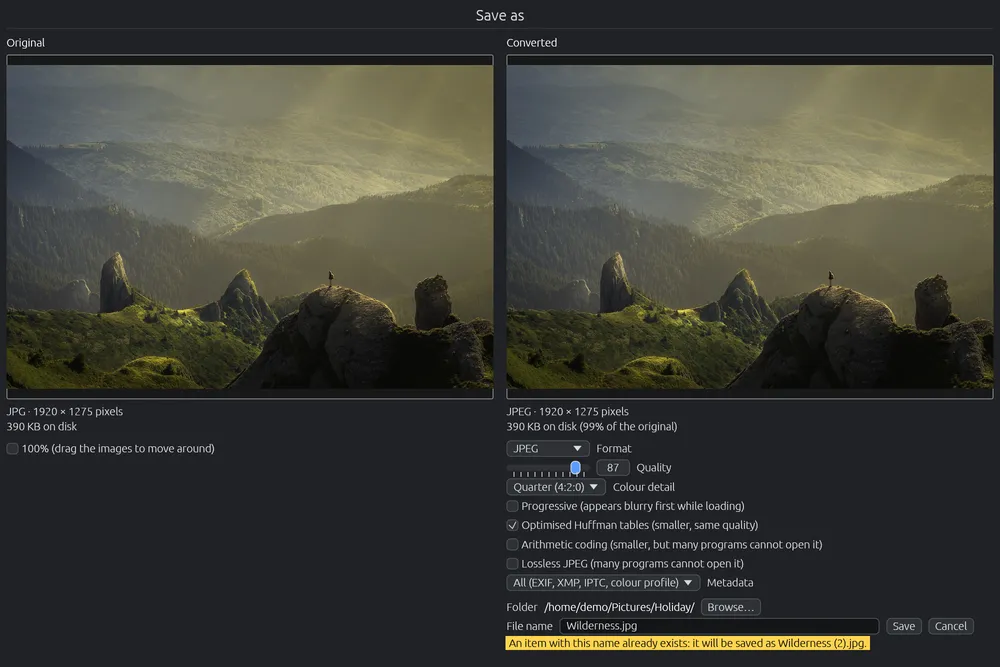 Save as
Original
Converted
JPG · 1920 × 1275 pixels
390 KB on disk
100% (drag the images to move around)
JPEG · 1920 × 1275 pixels
390 KB on disk (99% of the original)
JPEG Format
87 Quality
Quarter (4:2:0) Colour detail
Progressive (appears blurry first while loading)
Optimised Huffman tables (smaller, same quality)
Arithmetic coding (smaller, but many programs cannot open it)
Lossless JPEG (many programs cannot open it)
All (EXIF, XMP, IPTC, colour profile) Metadata
Folder /home/demo/Pictures/Holiday/ Browse...
File name Wilderness.jpg Save Cancel
An item with this name already exists: it will be saved as Wilderness (2).jpg.